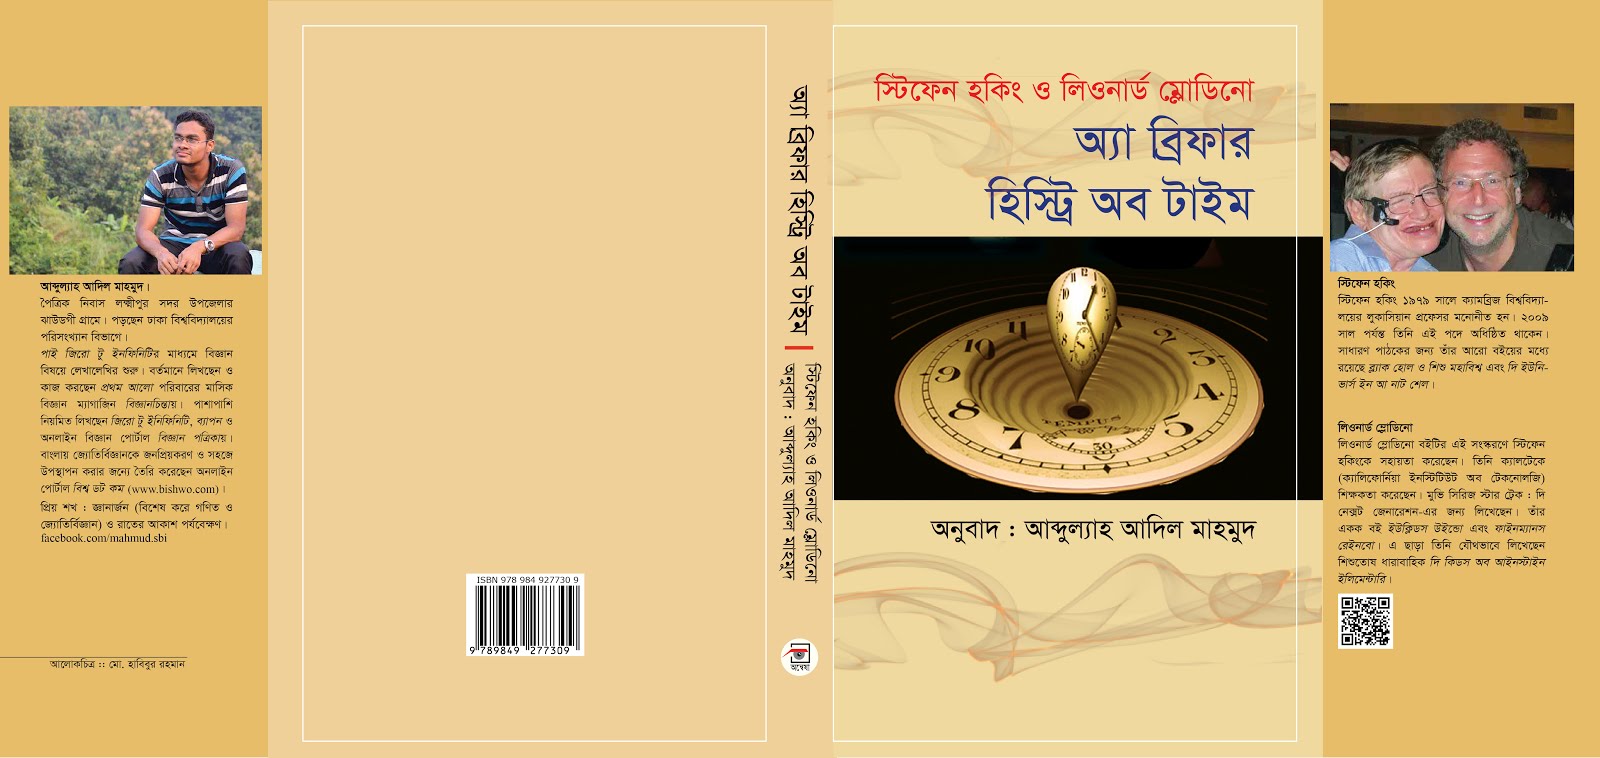 আব্দুল্যাহ আদিল মাহমুদ।
পৈত্রিক নিবাস লক্ষ্মীপুর সদর উপজেলার
ঝাউডগী গ্রামে। পড়ছেন ঢাকা বিশ্ববিদ্যালয়ের
পরিসংখ্যান বিভাগে।
পাই জিরো টু ইনফিনিটির মাধ্যমে বিজ্ঞান
বিষয়ে লেখালেখির শুরু। বর্তমানে লিখছেন ও
কাজ করছেন প্রথম আলো পরিবারের মাসিক
বিজ্ঞান ম্যাগাজিন বিজ্ঞানচিন্তায়। পাশাপাশি
নিয়মিত লিখছেন জিরো টু ইনিফিনিটি, ব্যাপন ও
অনলাইন বিজ্ঞান পোর্টাল বিজ্ঞান পত্রিকায়।
বাংলায় জ্যোতির্বিজ্ঞানকে জনপ্রিয়করণ ও সহজে
উপস্থাপন করার জন্যে তৈরি করেছেন অনলাইন
পোর্টাল বিশ্ব ডট কম (www.bishwo.com)।
প্রিয় শখ : জ্ঞানার্জন (বিশেষ করে গণিত ও
জ্যোতির্বিজ্ঞান) ও রাতের আকাশ পর্যবেক্ষণ।
facebook.com/mahmud.sbi
আলোকচিত্র :: মো. হাবিবুর রহমান
ISBN 978 984 927730 9
9 789849 277309
অ্যা ব্রিফার হিস্ট্রি অব টাইম
স্টিফেন হকিং ও লিওনার্ড ম্লোডিনো
অনুবাদ : আব্দুল্যাহ আদিল মাহমুদ
অন্বেষা
স্টিফেন হকিং ও লিওনার্ড ম্লোডিনো
অ্যা ব্রিফার
হিস্ট্রি অব টাইম
TEMPUS
অনুবাদ : আব্দুল্যাহ আদিল মাহমুদ
স্টিফেন হকিং
স্টিফেন হকিং ১৯৭৯ সালে ক্যামব্রিজ বিশ্ববিদ্যা-
লয়ের লুকাসিয়ান প্রফেসর মনোনীত হন। ২০০৯
সাল পর্যন্ত তিনি এই পদে অধিষ্ঠিত থাকেন।
সাধারণ পাঠকের জন্য তাঁর আরো বইয়ের মধ্যে
রয়েছে ব্ল্যাক হোল ও শিশু মহাবিশ্ব এবং দি ইউনি-
ভার্স ইন আ নাট শেল।
লিওনার্ড ম্লোডিনো
লিওনার্ড ম্লোডিনো বইটির এই সংস্করণে স্টিফেন
হকিংকে সহায়তা করেছেন। তিনি ক্যালটেকে
(ক্যালিফোর্নিয়া ইনস্টিটিউট অব টেকনোলজি)
শিক্ষকতা করেছেন। মুভি সিরিজ স্টার ট্রেক : দি
নেক্সট জেনারেশন-এর জন্য লিখেছেন। তাঁর
একক বই ইউক্লিডস উইন্ডো এবং ফাইনম্যানস
রেইনবো। এ ছাড়া তিনি যৌথভাবে লিখেছেন
শিশুতোষ ধারাবাহিক দি কিডস অব আইনস্টাইন
ইলিমেন্টারি।